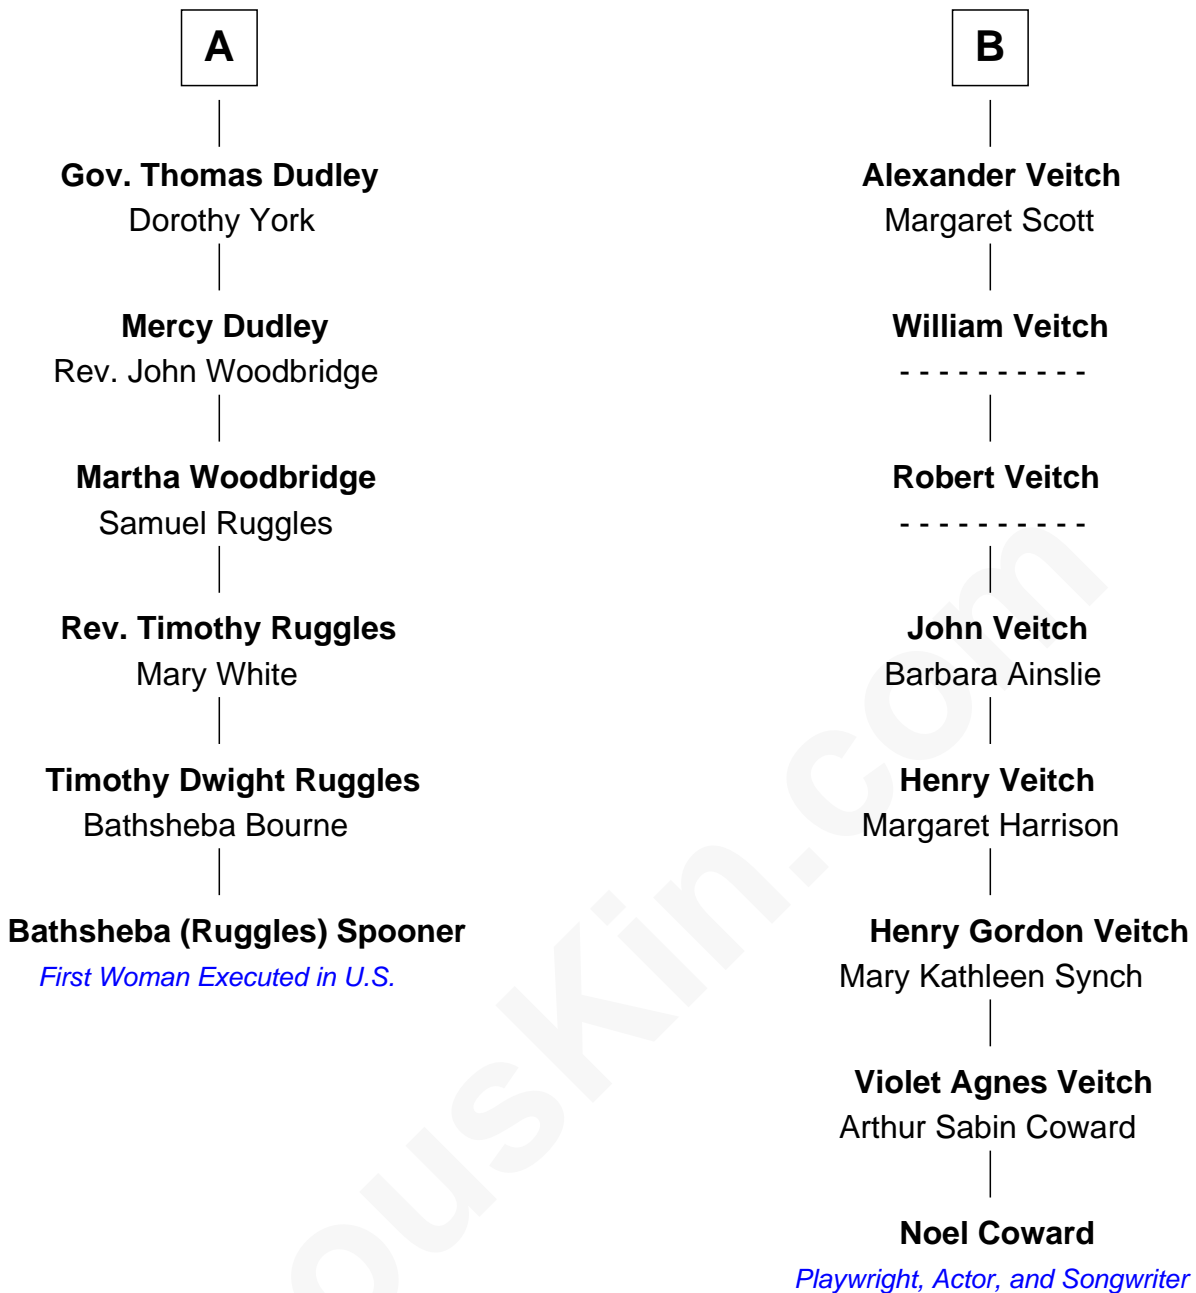 A
Gov. Thomas Dudley
Dorothy York
Mercy Dudley
Rev. John Woodbridge
Martha Woodbridge
Samuel Ruggles
Rev. Timothy Ruggles
Mary White
Timothy Dwight Ruggles
Bathsheba Bourne
Bathsheba (Ruggles) Spooner
First Woman Executed in U.S.
B
Alexander Veitch
Margaret Scott
William Veitch
- - - - - - - - - -
Robert Veitch
- - - - - - - - - -
John Veitch
Barbara Ainslie
Henry Veitch
Margaret Harrison
Henry Gordon Veitch
Mary Kathleen Synch
Violet Agnes Veitch
Arthur Sabin Coward
Noel Coward
Playwright, Actor, and Songwriter
ousKin.com